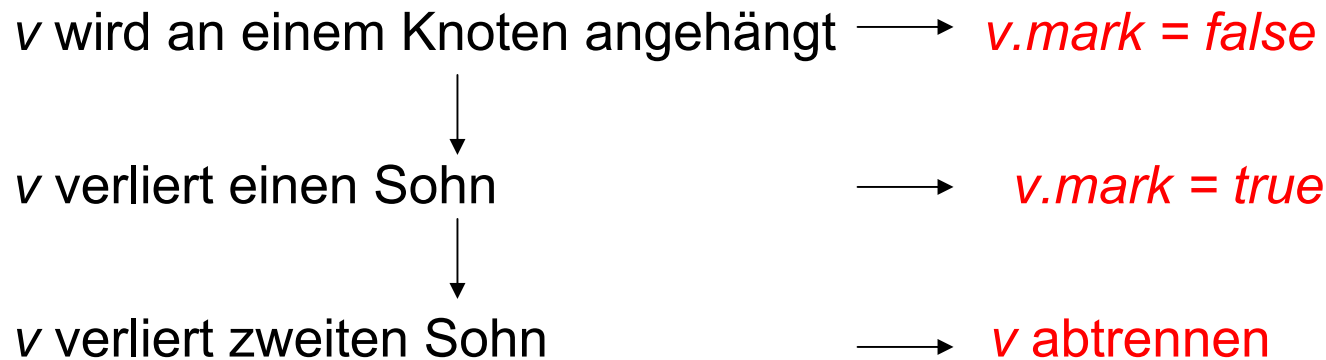 v wird an einem Knoten angehängt v.mark = false
v verliert einen Sohn v.mark = true
v verliert zweiten Sohn v abtrennen